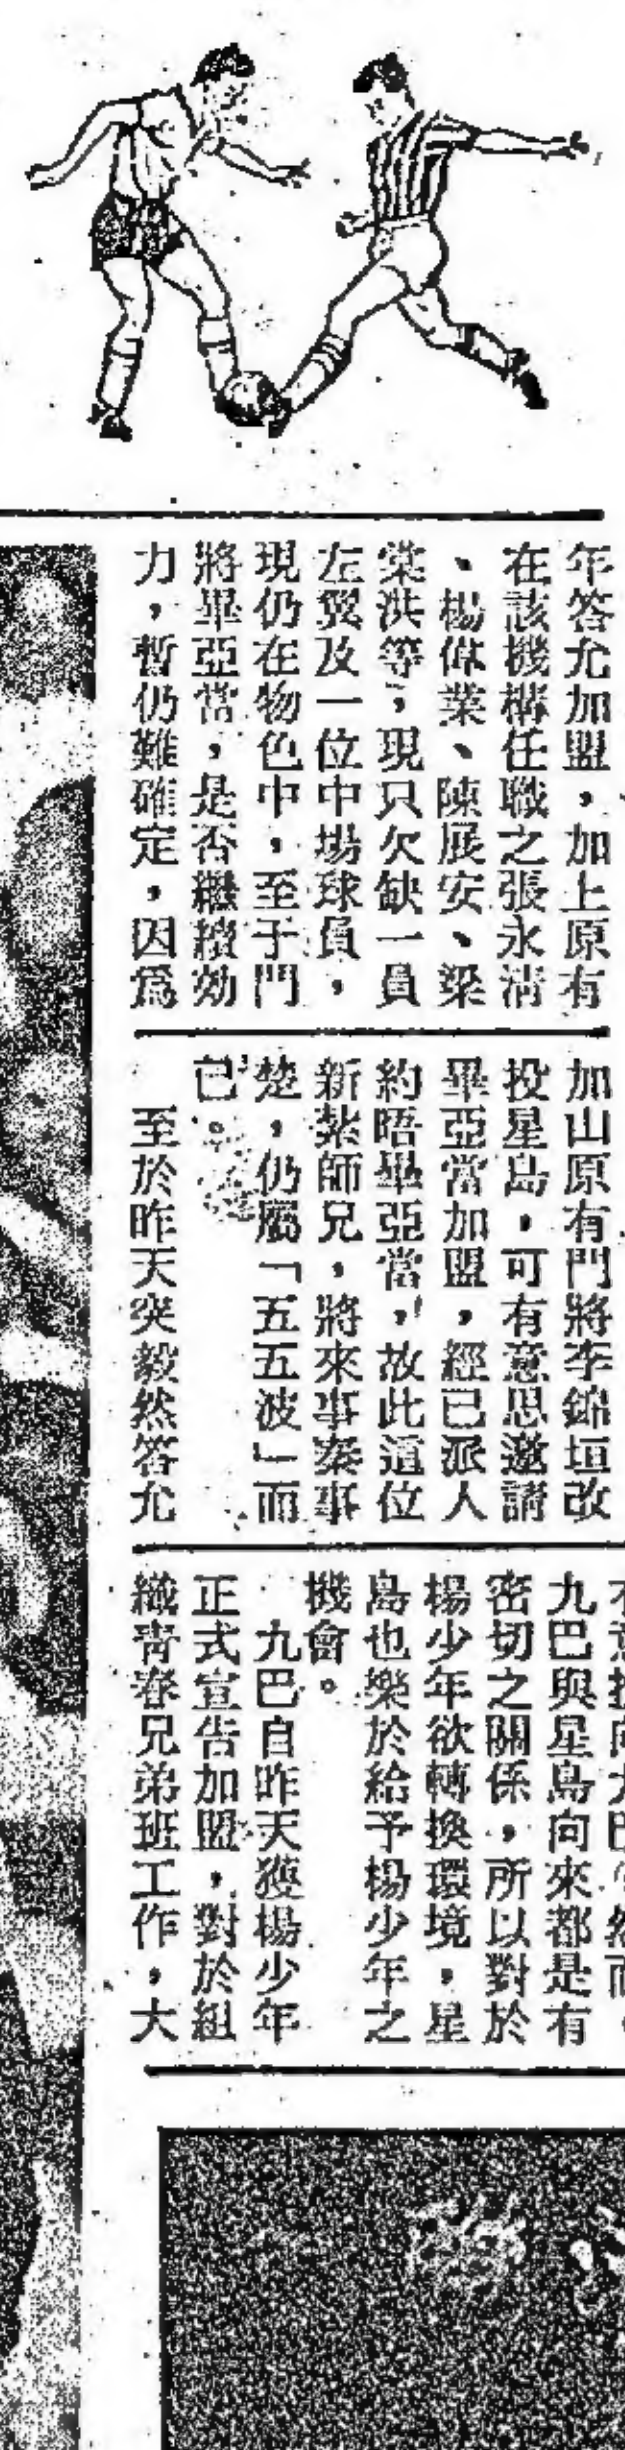 年答允加盟，加上原有
在該機構任職之張永清
、楊偉業、陳展安、梁
棠洪等，現只欠缺一員
左翼及一位中場球員，
現仍在物色中，至于門
將畢亞當，是否繼續効
力，暫仍難確定，因爲
加山原有門將李錦垣改
投星島，可有意思邀請
畢亞當加盟，經已派人
約晤畢亞當，故此這位
新紮師兄，將來事秦事
楚，仍屬「五五波」而
已。
至於昨天突毅然答允
九巴與星島向來都是有
密切之關係，所以對於
楊少年欲轉換環境，星
島也樂於給予楊少年之
機會。
九巴自昨天獲楊少年
正式宣告加盟，對於組
織青春兄弟班工作，大